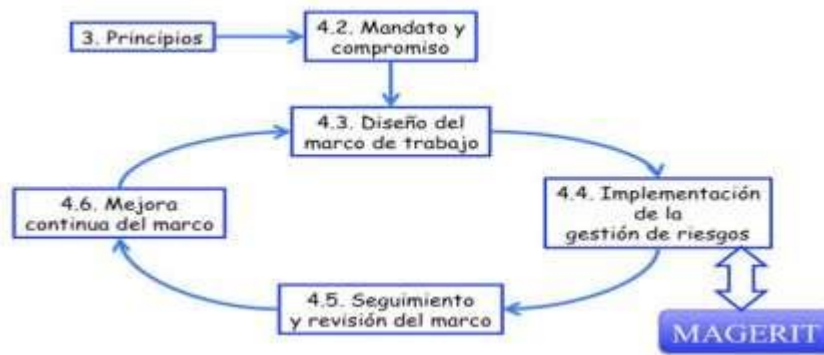 3. Principios
4.2. Mandato y
compromiso
4.3. Diseño del
marco de trabajo
4.6. Mejora
continua del marco
4.4. Implementación
de la
gestión de riesgos
4.5. Seguimiento
y revisión del marco
MAGERIT